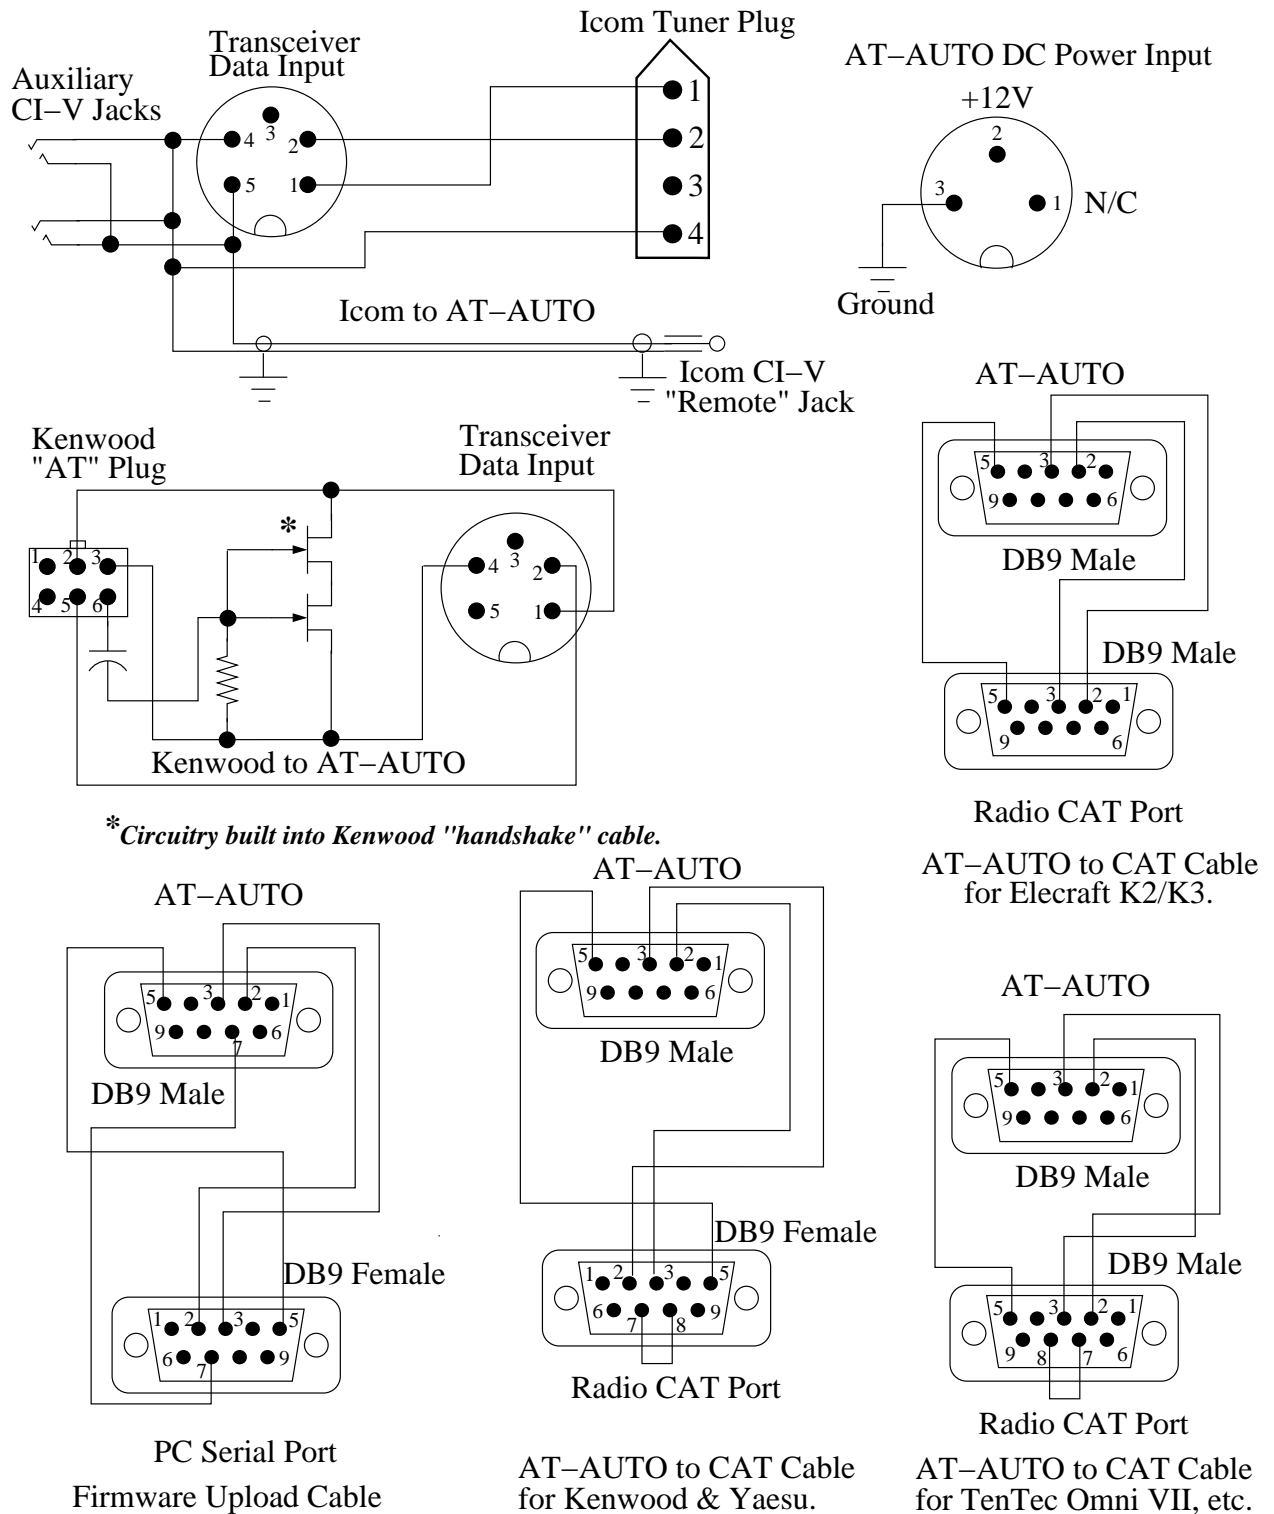 Icom Tuner Plug
Transceiver
Data Input
AT−AUTO DC Power Input
Auxiliary
CI−V Jacks
+12V
1
2
3
4
4
3
2
5
1
2
3
1
N/C
Ground
Icom to AT−AUTO
Icom CI−V
"Remote" Jack
Kenwood
"AT" Plug
Transceiver
Data Input
*
1 2 3
4 5 6
4 3 2
5 1
Kenwood to AT−AUTO
*Circuitry built into Kenwood "handshake" cable.
AT−AUTO
5 3 2
9 6
DB9 Male
DB9 Male
5 3 2 1
9 6
Radio CAT Port
AT−AUTO to CAT Cable
for Elecraft K2/K3.
AT−AUTO
5 3 2 1
9 7 6
DB9 Male
DB9 Female
1 2 3 5
6 7 9
PC Serial Port
Firmware Upload Cable
AT−AUTO
5 3 2 1
9 6
DB9 Male
DB9 Female
1 2 3 5
6 7 8 9
Radio CAT Port
AT−AUTO to CAT Cable
for Kenwood & Yaesu.
AT−AUTO
5 3 2 1
9 6
DB9 Male
DB9 Male
5 3 2 1
9 8 7 6
Radio CAT Port
AT−AUTO to CAT Cable
for TenTec Omni VII, etc.